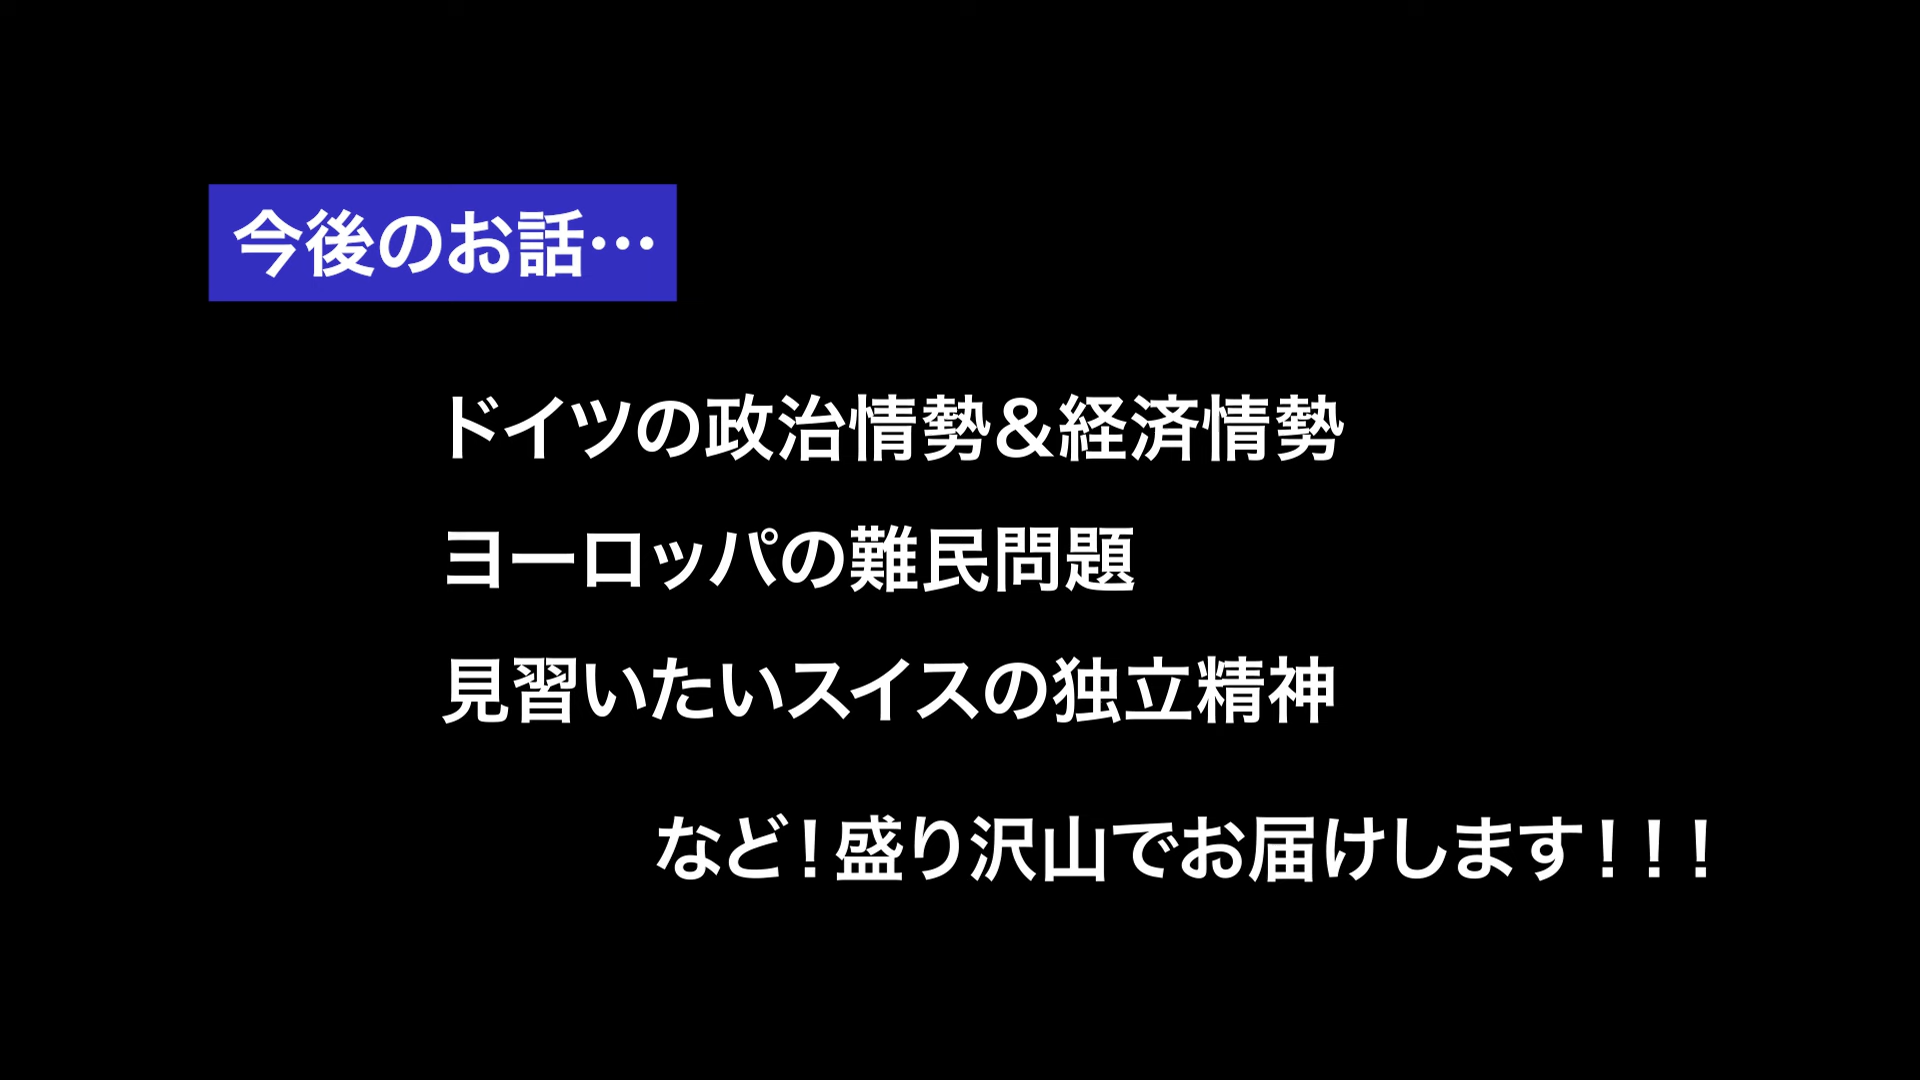 今後のお話…
ドイツの政治情勢＆経済情勢
ヨーロッパの難民問題
見習いたいスイスの独立精神
など！盛り沢山でお届けします！！！